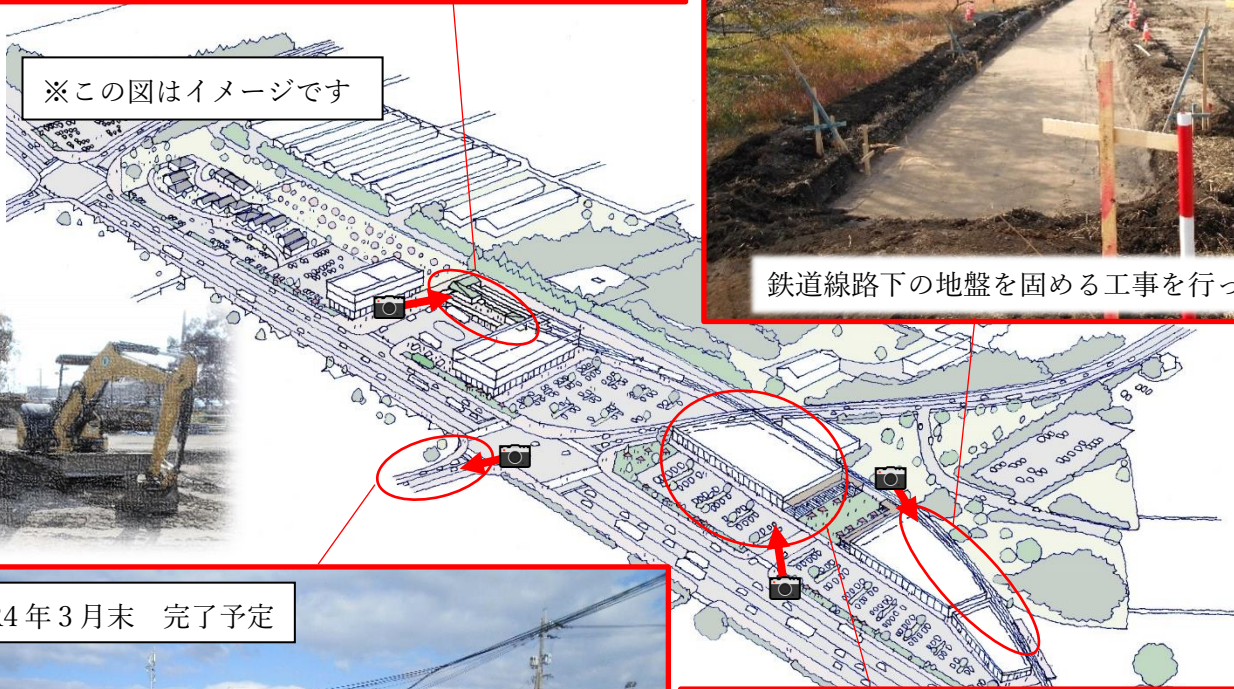 ※この図はイメージです
鉄道線路下の地盤を固める工事を行っ
4年３月末　完了予定